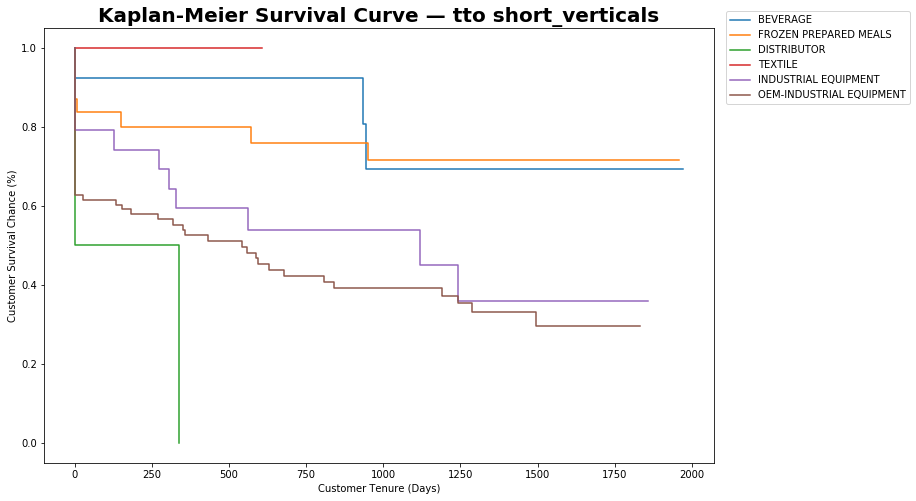 Kaplan-Meier Survival Curve — tto short_verticals
BEVERAGE
FROZEN PREPARED MEALS
DISTRIBUTOR
TEXTILE
INDUSTRIAL EQUIPMENT
OEM-INDUSTRIAL EQUIPMENT
Customer Survival Chance (%)
1.0
0.8
0.6
0.4
0.2
0.0
0 250 500 750 1000 1250 1500 1750 2000
Customer Tenure (Days)